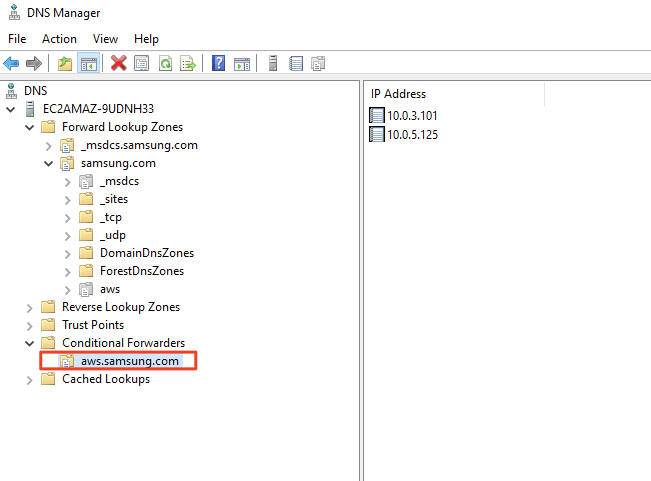 DNS Manager
File Action View Help
DNS
EC2AMAZ-9UDNH33
Forward Lookup Zones
_msdcs.samsung.com
samsung.com
_msdcs
_sites
_tcp
_udp
DomainDnsZones
ForestDnsZones
aws
Reverse Lookup Zones
Trust Points
Conditional Forwarders
aws.samsung.com
Cached Lookups
IP Address
10.0.3.101
10.0.5.125